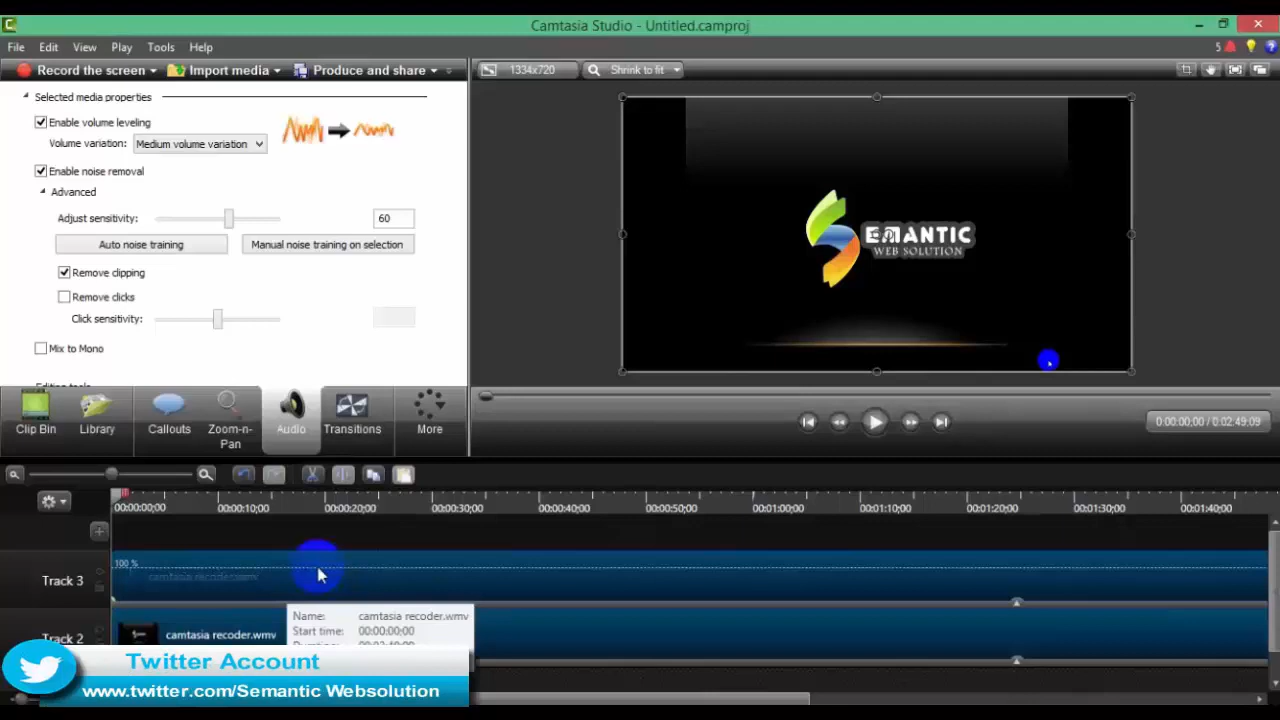 Camtasia Studio - Untitled.camproj
File Edit View Play Tools Help
5
Record the screen Import media Produce and share
1334x720 Shrink to fit
Selected media properties
Enable volume leveling
Volume variation: Medium volume variation
Enable noise removal
Advanced
Adjust sensitivity: 60
Auto noise training Manual noise training on selection
Remove clipping
Remove clicks
Click sensitivity:
Mix to Mono
Editing tools
SEMANTIC
WEB SOLUTION
Clip Bin Library Callouts Zoom-n-Pan Audio Transitions More
0:00:00;00 / 0:02:49;09
00:00:00;00 00:00:10;00 00:00:20;00 00:00:30;00 00:00:40;00 00:00:50;00 00:01:00;00 00:01:10;00 00:01:20;00 00:01:30;00 00:01:40;00
100 %
Track 3 camtasia recoder.wmv
Name: camtasia recoder.wmv
Start time: 00:00:00;00
Track 2 camtasia recoder.wmv
Twitter Account
www.twitter.com/Semantic Websolution